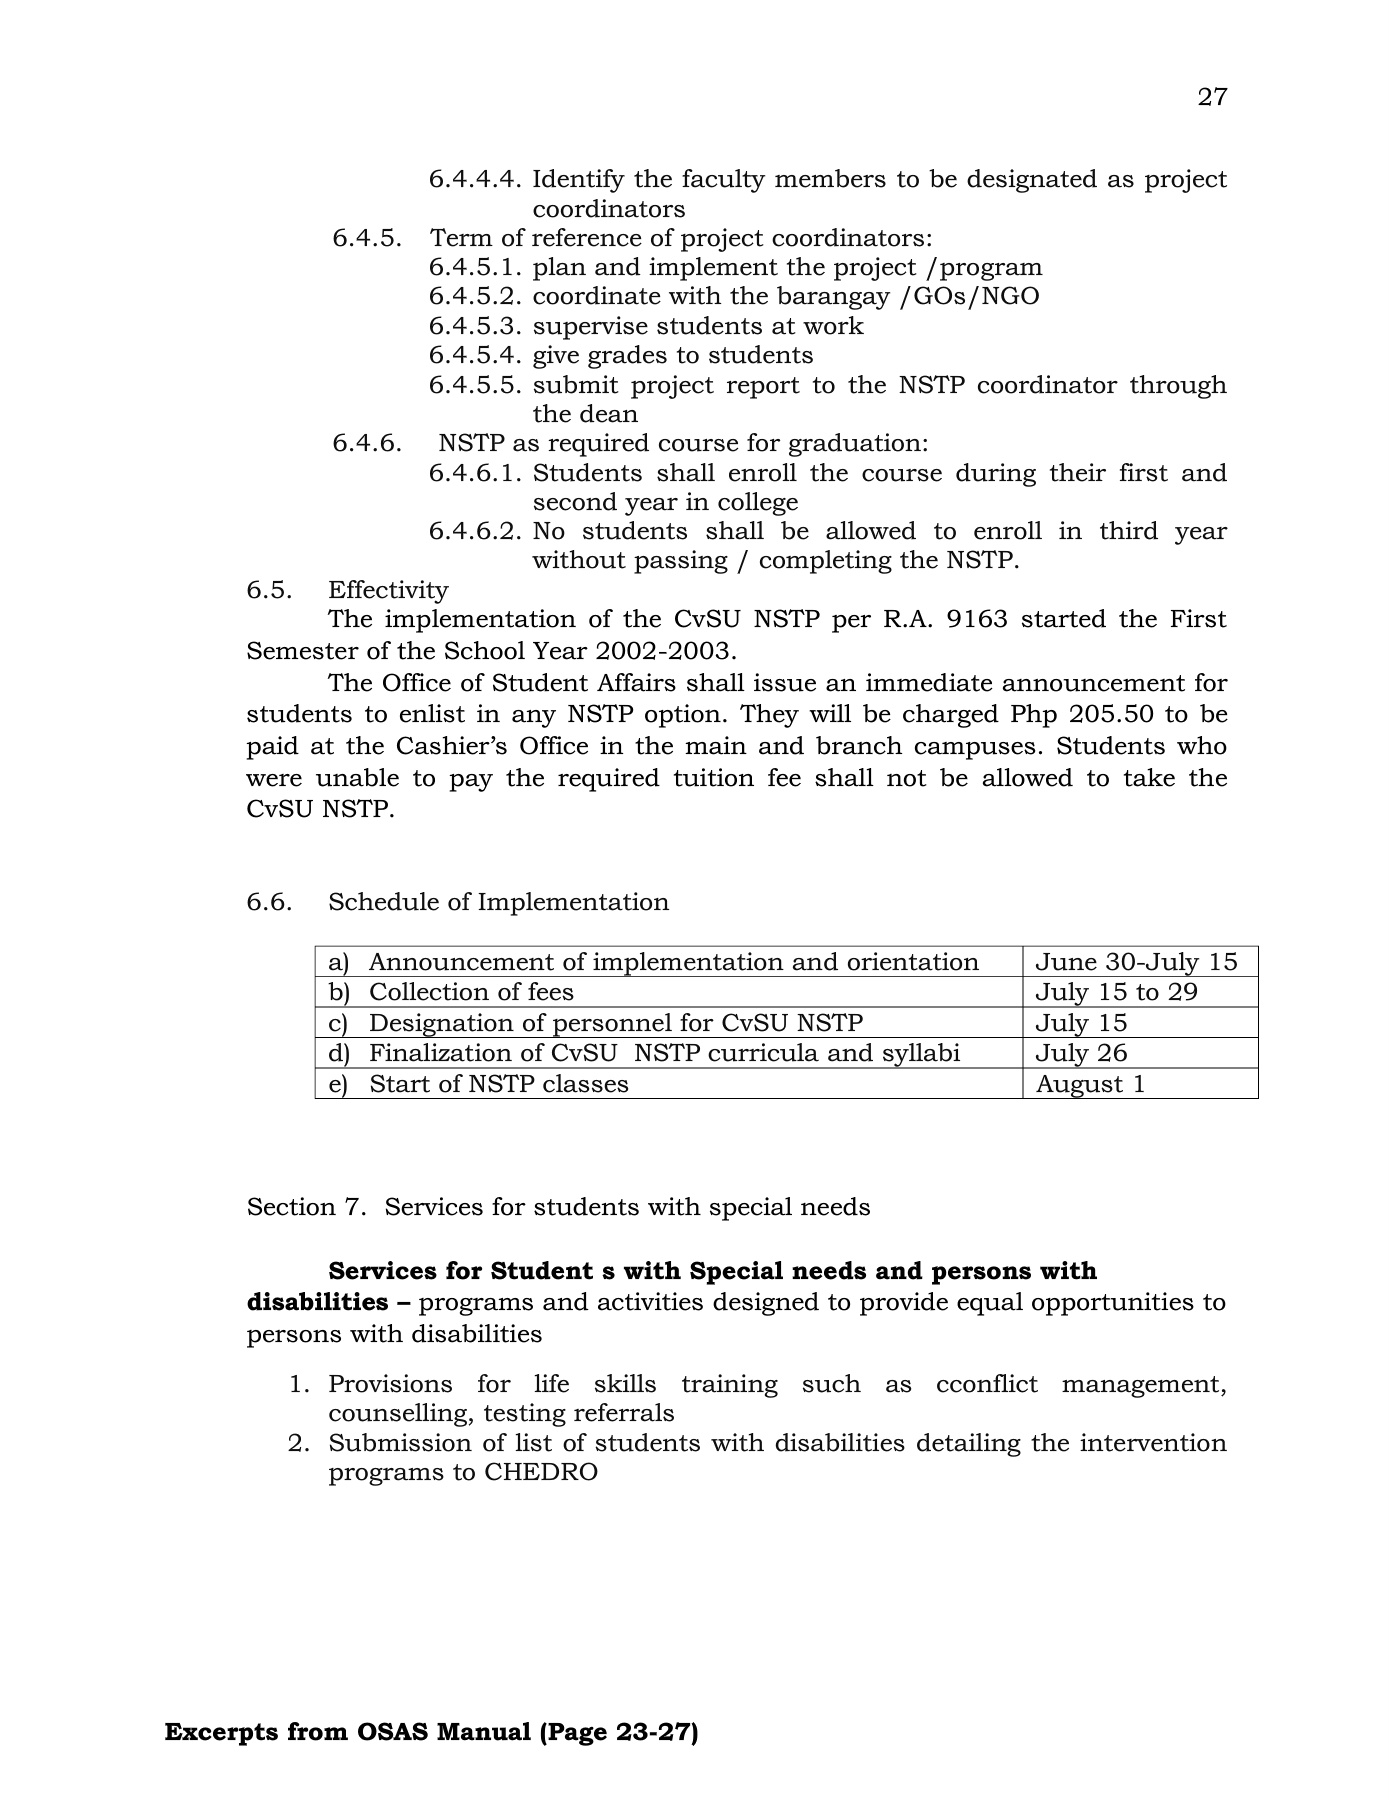 27
6.4.4.4. Identify the faculty members to be designated as project
coordinators
6.4.5. Term of reference of project coordinators:
6.4.5.1. plan and implement the project /program
6.4.5.2. coordinate with the barangay /GOs/NGO
6.4.5.3. supervise students at work
6.4.5.4. give grades to students
6.4.5.5. submit project report to the NSTP coordinator through
the dean
6.4.6. NSTP as required course for graduation:
6.4.6.1. Students shall enroll the course during their first and
second year in college
6.4.6.2. No students shall be allowed to enroll in third year
without passing / completing the NSTP.
6.5. Effectivity
The implementation of the CvSU NSTP per R.A. 9163 started the First
Semester of the School Year 2002-2003.
The Office of Student Affairs shall issue an immediate announcement for
students to enlist in any NSTP option. They will be charged Php 205.50 to be
paid at the Cashier’s Office in the main and branch campuses. Students who
were unable to pay the required tuition fee shall not be allowed to take the
CvSU NSTP.
6.6. Schedule of Implementation
a) Announcement of implementation and orientation June 30-July 15
b) Collection of fees July 15 to 29
c) Designation of personnel for CvSU NSTP July 15
d) Finalization of CvSU NSTP curricula and syllabi July 26
e) Start of NSTP classes August 1
Section 7. Services for students with special needs
Services for Student s with Special needs and persons with
disabilities – programs and activities designed to provide equal opportunities to
persons with disabilities
1. Provisions for life skills training such as cconflict management,
counselling, testing referrals
2. Submission of list of students with disabilities detailing the intervention
programs to CHEDRO
Excerpts from OSAS Manual (Page 23-27)